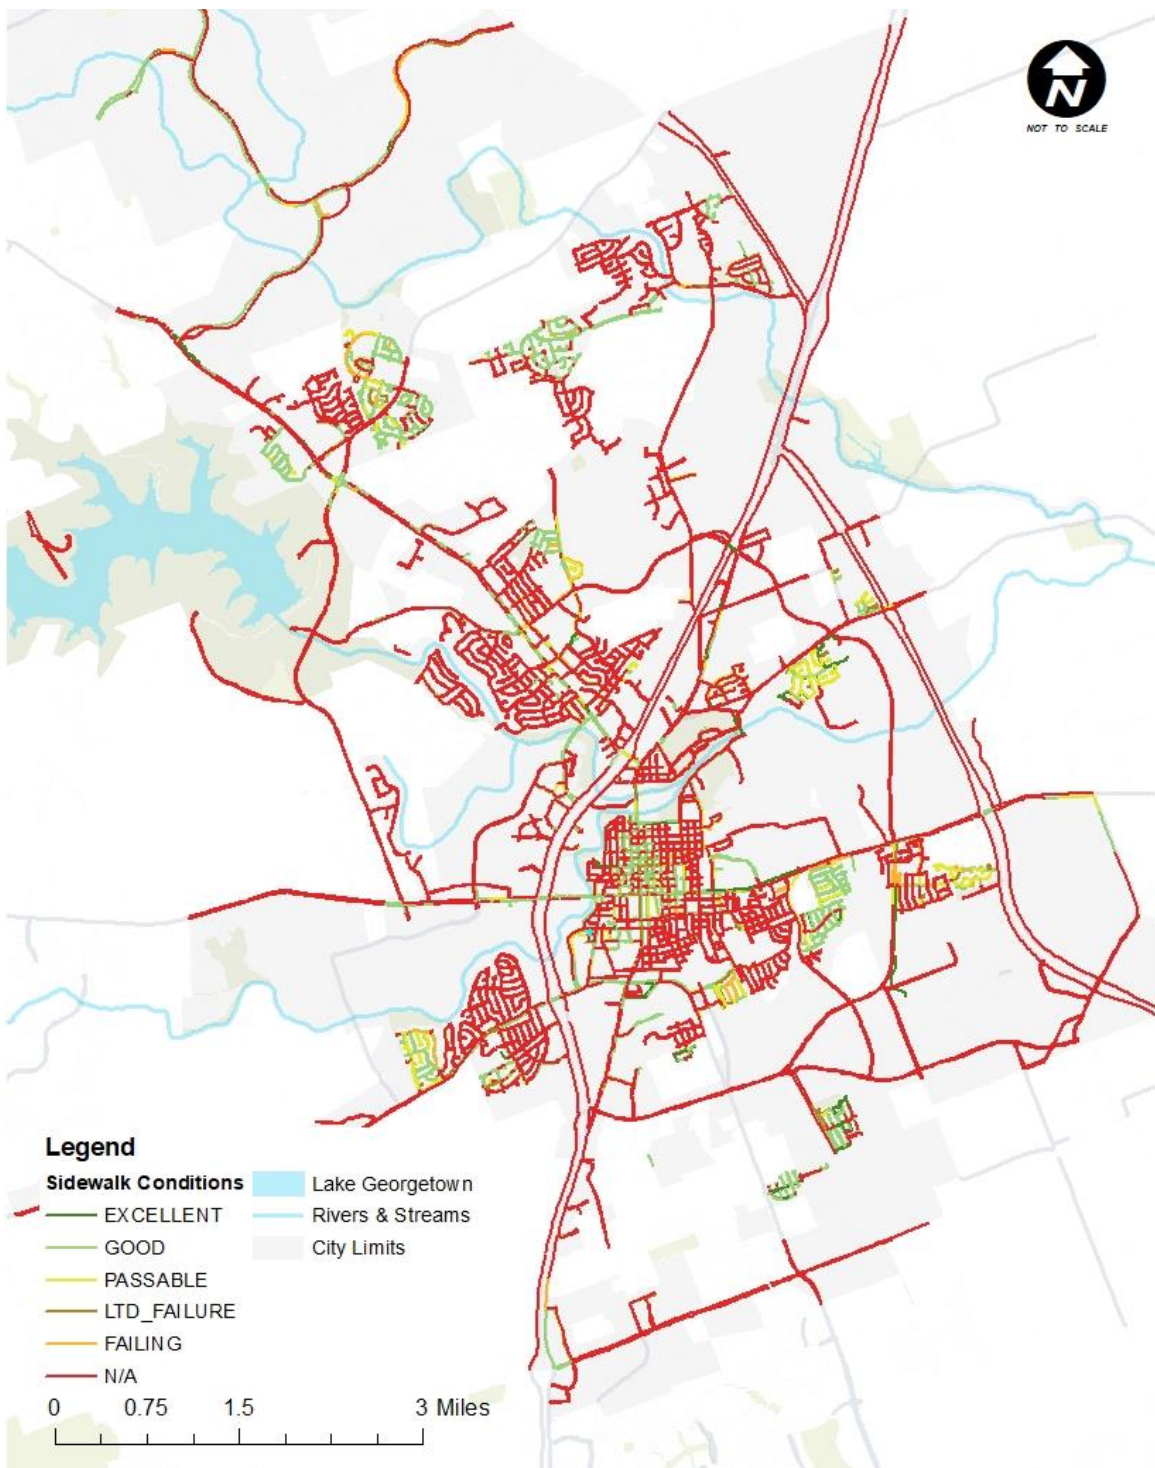 N
NOT TO SCALE
Legend
Sidewalk Conditions
EXCELLENT
GOOD
PASSABLE
LTD_FAILURE
FAILING
N/A
Lake Georgetown
Rivers & Streams
City Limits
0 0.75 1.5 3 Miles